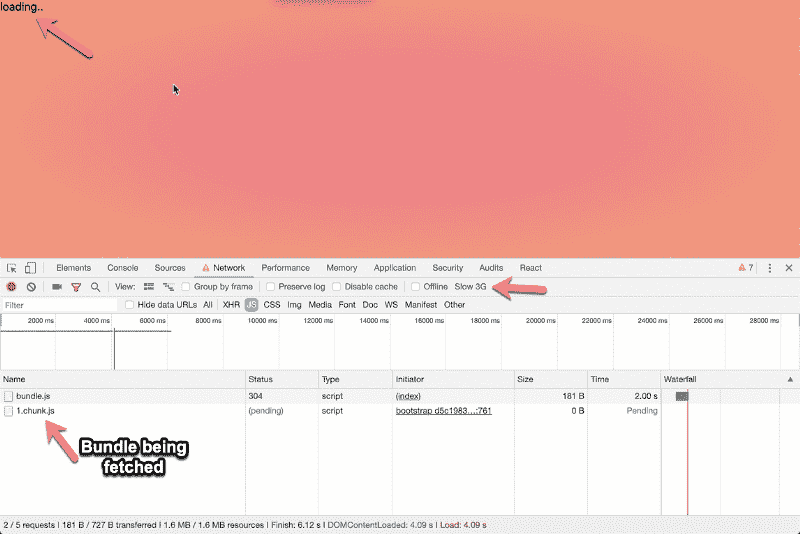 loading..
Elements Console Sources Network Performance Memory Application Security Audits React 7
View: Group by frame Preserve log Disable cache Offline Slow 3G
Filter Hide data URLs All XHR JS CSS Img Media Font Doc WS Manifest Other
2000 ms 4000 ms 6000 ms 8000 ms 10000 ms 12000 ms 14000 ms 16000 ms 18000 ms 20000 ms 22000 ms 24000 ms 26000 ms 28000 ms
Name Status Type Initiator Size Time Waterfall
bundle.js 304 script (index) 181 B 2.00 s
1.chunk.js (pending) script bootstrap d5c1983...:761 0 B Pending
Bundle being
fetched
2 / 5 requests | 181 B / 727 B transferred | 1.6 MB / 1.6 MB resources | Finish: 6.12 s | DOMContentLoaded: 4.09 s | Load: 4.09 s